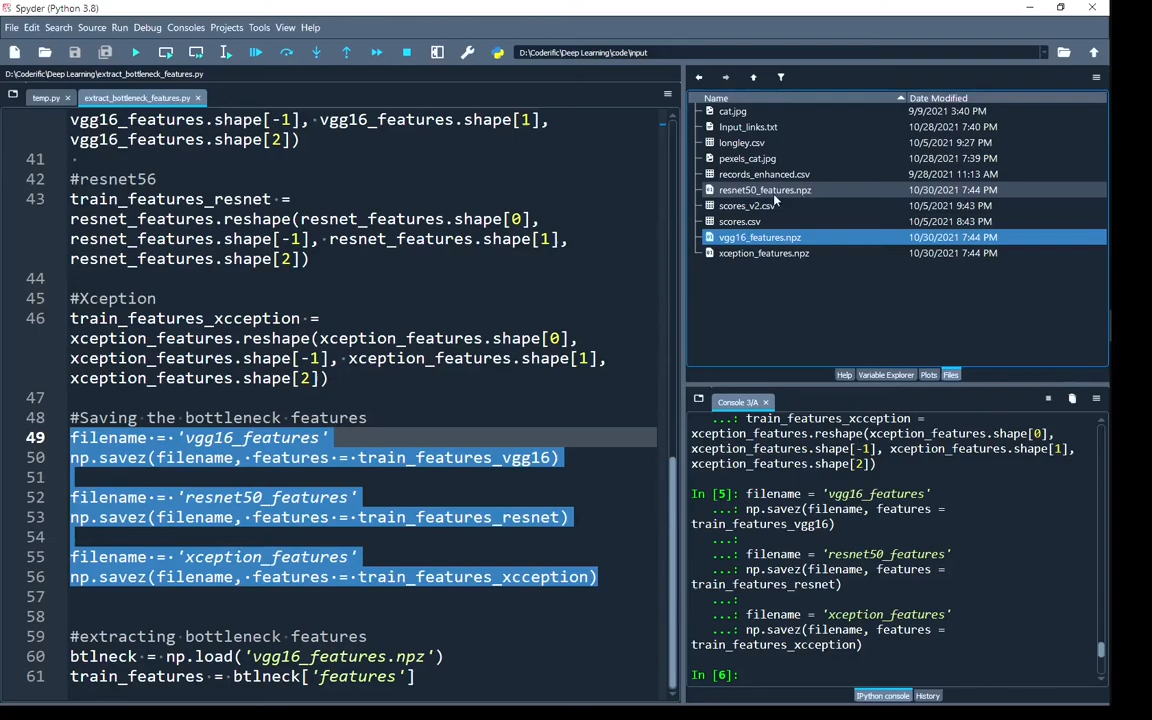 Spyder (Python 3.8)
File Edit Search Source Run Debug Consoles Projects Tools View Help
D:\Coderific\Deep Learning\code\input
D:\Coderific\Deep Learning\extract_bottleneck_features.py
temp.py
extract_bottleneck_features.py
vgg16_features.shape[-1], vgg16_features.shape[1],
vgg16_features.shape[2])
41
42 #resnet56
43 train_features_resnet =
resnet_features.reshape(resnet_features.shape[0],
resnet_features.shape[-1], resnet_features.shape[1],
resnet_features.shape[2])
44
45 #Xception
46 train_features_xcception =
xception_features.reshape(xception_features.shape[0],
xception_features.shape[-1], xception_features.shape[1],
xception_features.shape[2])
47
48 #Saving the bottleneck features
49 filename = 'vgg16_features'
50 np.savez(filename, features = train_features_vgg16)
51
52 filename = 'resnet50_features'
53 np.savez(filename, features = train_features_resnet)
54
55 filename = 'xception_features'
56 np.savez(filename, features = train_features_xcception)
57
58
59 #extracting bottleneck features
60 btlneck = np.load('vgg16_features.npz')
61 train_features = btlneck['features']
Name Date Modified
cat.jpg 9/9/2021 3:40 PM
Input_links.txt 10/28/2021 7:40 PM
longley.csv 10/5/2021 9:27 PM
pexels_cat.jpg 10/28/2021 7:39 PM
records_enhanced.csv 9/28/2021 11:13 AM
resnet50_features.npz 10/30/2021 7:44 PM
scores_v2.csv 10/5/2021 9:43 PM
scores.csv 10/5/2021 8:43 PM
vgg16_features.npz 10/30/2021 7:44 PM
xception_features.npz 10/30/2021 7:44 PM
Help Variable Explorer Plots Files
Console 3/A
...: train_features_xcception =
xception_features.reshape(xception_features.shape[0],
xception_features.shape[-1], xception_features.shape[1],
xception_features.shape[2])
In [5]: filename = 'vgg16_features'
...: np.savez(filename, features =
train_features_vgg16)
...:
...: filename = 'resnet50_features'
...: np.savez(filename, features =
train_features_resnet)
...:
...: filename = 'xception_features'
...: np.savez(filename, features =
train_features_xcception)
In [6]:
IPython console History